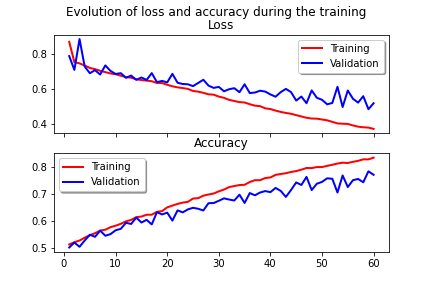 Evolution of loss and accuracy during the training
Loss
0.8
0.6
0.4
Training
Validation
Accuracy
0.8
0.7
0.6
0.5
Training
Validation
0 10 20 30 40 50 60